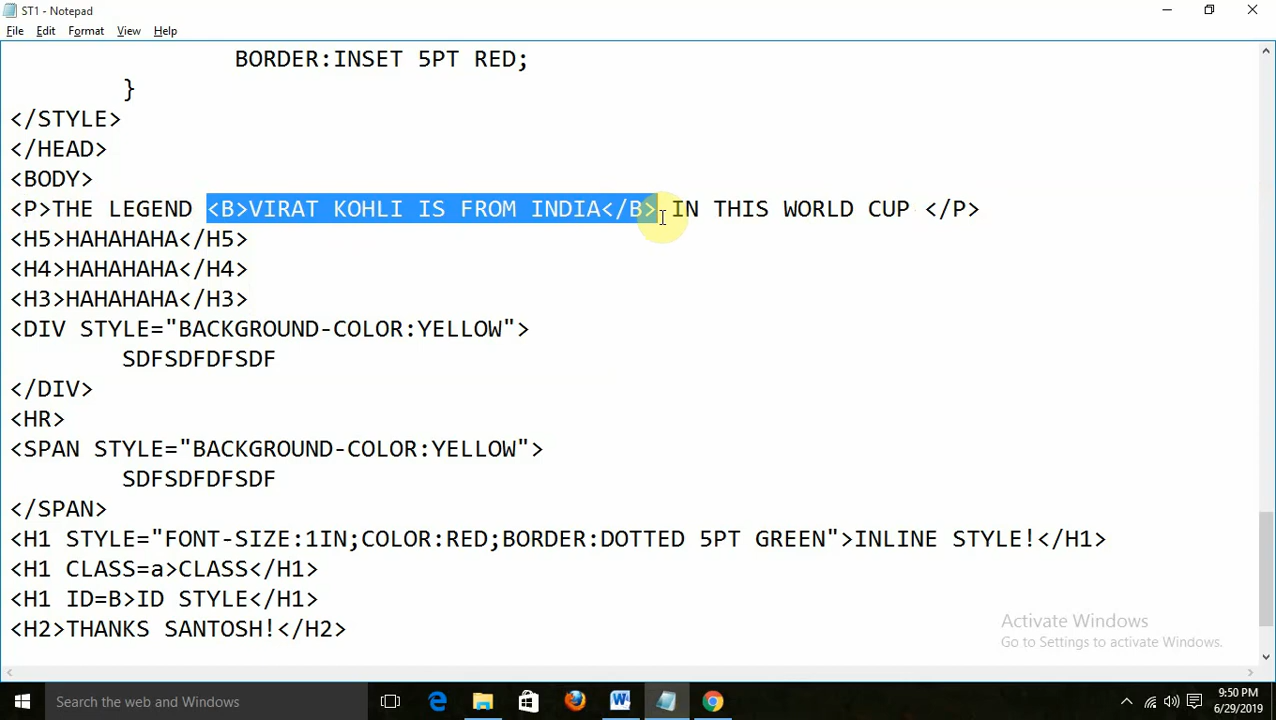 ST1 - Notepad
File Edit Format View Help
BORDER:INSET 5PT RED;
}
</STYLE>
</HEAD>
<BODY>
<P>THE LEGEND <B>VIRAT KOHLI IS FROM INDIA</B> IN THIS WORLD CUP </P>
<H5>HAHAHAHA</H5>
<H4>HAHAHAHA</H4>
<H3>HAHAHAHA</H3>
<DIV STYLE="BACKGROUND-COLOR:YELLOW">
SDFSDFDFSDF
</DIV>
<HR>
<SPAN STYLE="BACKGROUND-COLOR:YELLOW">
SDFSDFDFSDF
</SPAN>
<H1 STYLE="FONT-SIZE:1IN;COLOR:RED;BORDER:DOTTED 5PT GREEN">INLINE STYLE!</H1>
<H1 CLASS=a>CLASS</H1>
<H1 ID=B>ID STYLE</H1>
<H2>THANKS SANTOSH!</H2>
Activate Windows
Go to Settings to activate Windows.
Search the web and Windows
9:50 PM
6/29/2019